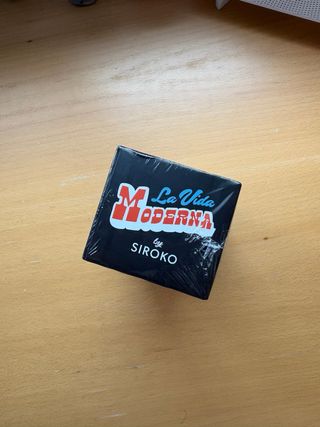 La Vida
MODERNA
by
SIROKO